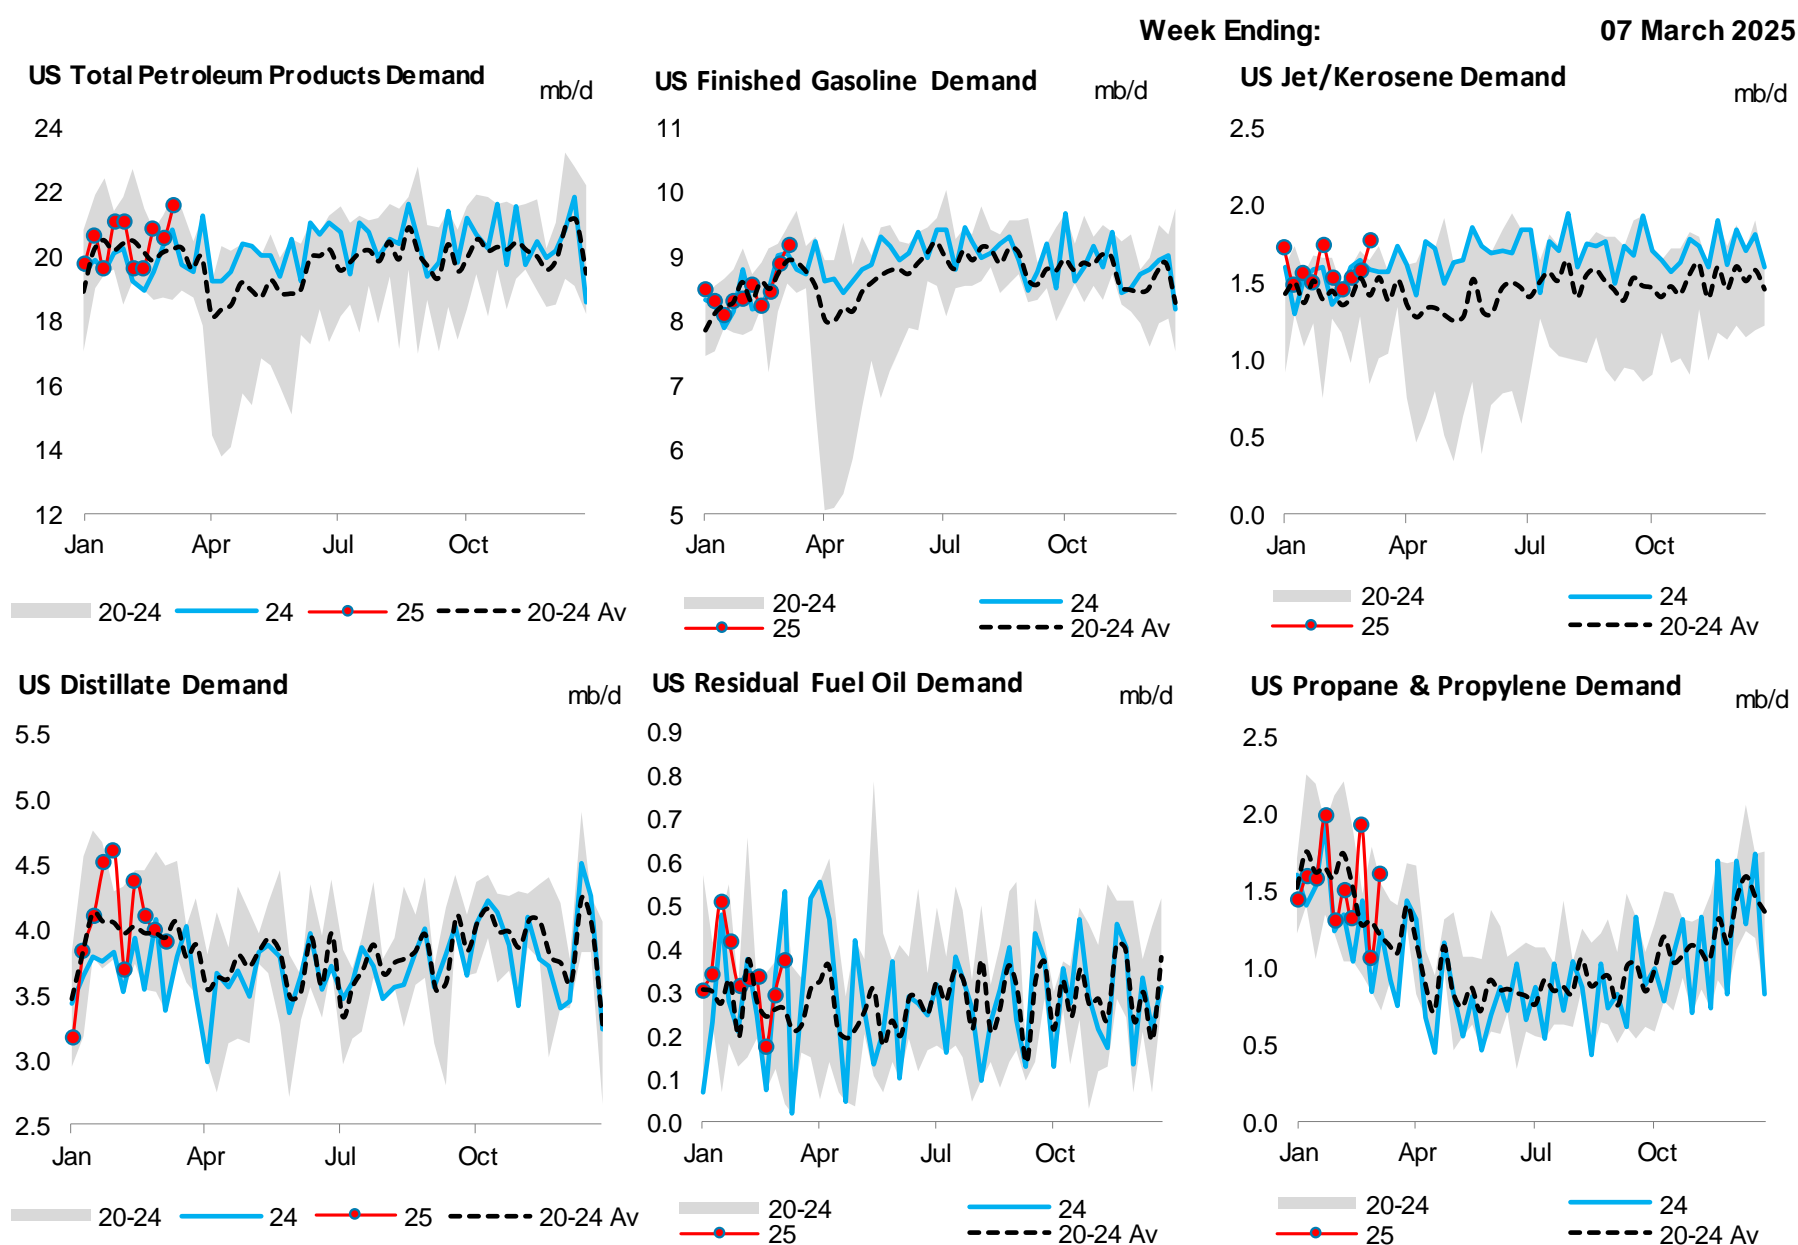 Week Ending: 07 March 2025
US Total Petroleum Products Demand
mb/d
24
22
20
18
16
14
12
Jan Apr Jul Oct
20-24 24 25 20-24 Av
US Finished Gasoline Demand
mb/d
11
10
9
8
7
6
5
Jan Apr Jul Oct
20-24 24
25 20-24 Av
US Jet/Kerosene Demand
mb/d
2.5
2.0
1.5
1.0
0.5
0.0
Jan Apr Jul Oct
20-24 24
25 20-24 Av
US Distillate Demand
mb/d
5.5
5.0
4.5
4.0
3.5
3.0
2.5
Jan Apr Jul Oct
20-24 24 25 20-24 Av
US Residual Fuel Oil Demand
mb/d
0.9
0.8
0.7
0.6
0.5
0.4
0.3
0.2
0.1
0.0
Jan Apr Jul Oct
20-24 24
25 20-24 Av
US Propane & Propylene Demand
mb/d
2.5
2.0
1.5
1.0
0.5
0.0
Jan Apr Jul Oct
20-24 24
25 20-24 Av